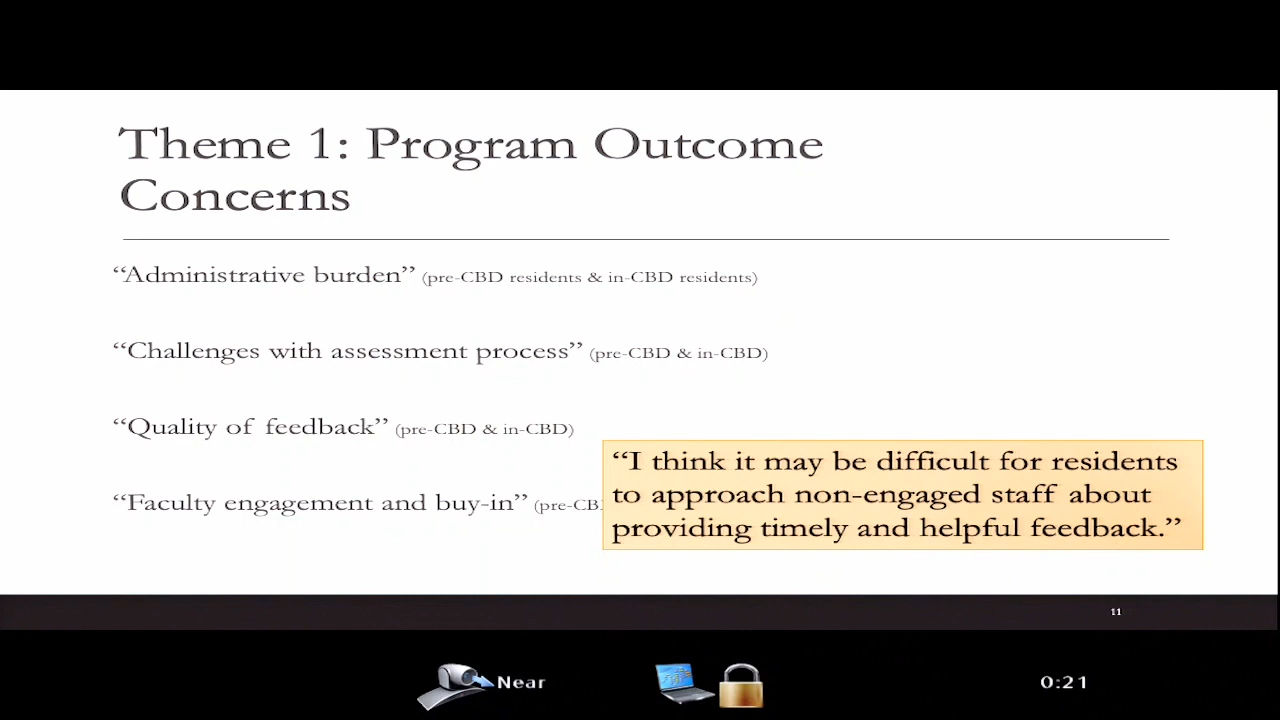 Theme 1: Program Outcome
Concerns
“Administrative burden” (pre-CBD residents & in-CBD residents)
“Challenges with assessment process” (pre-CBD & in-CBD)
“Quality of feedback” (pre-CBD & in-CBD)
“Faculty engagement and buy-in”
“I think it may be difficult for residents
to approach non-engaged staff about
providing timely and helpful feedback.”
11
Near
0:21